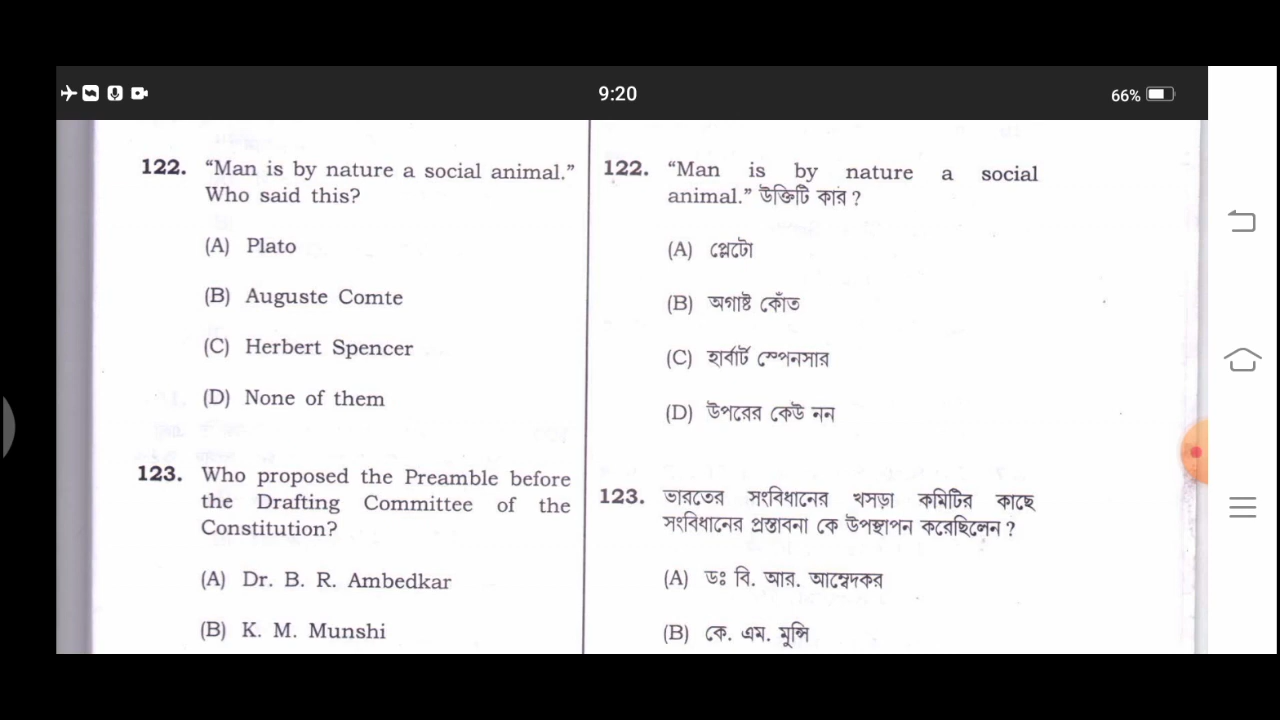 9:20
66%
122. “Man is by nature a social animal.”
Who said this?
(A) Plato
(B) Auguste Comte
(C) Herbert Spencer
(D) None of them
123. Who proposed the Preamble before
the Drafting Committee of the
Constitution?
(A) Dr. B. R. Ambedkar
(B) K. M. Munshi
122. “Man is by nature a social
animal.” উক্তিটি কার ?
(A) প্লেটো
(B) অগাষ্ট কোঁত
(C) হার্বার্ট স্পেনসার
(D) উপরের কেউ নন
123. ভারতের সংবিধানের খসড়া কমিটির কাছে
সংবিধানের প্রস্তাবনা কে উপস্থাপন করেছিলেন ?
(A) ডঃ বি. আর. আম্বেদকর
(B) কে. এম. মুন্সি